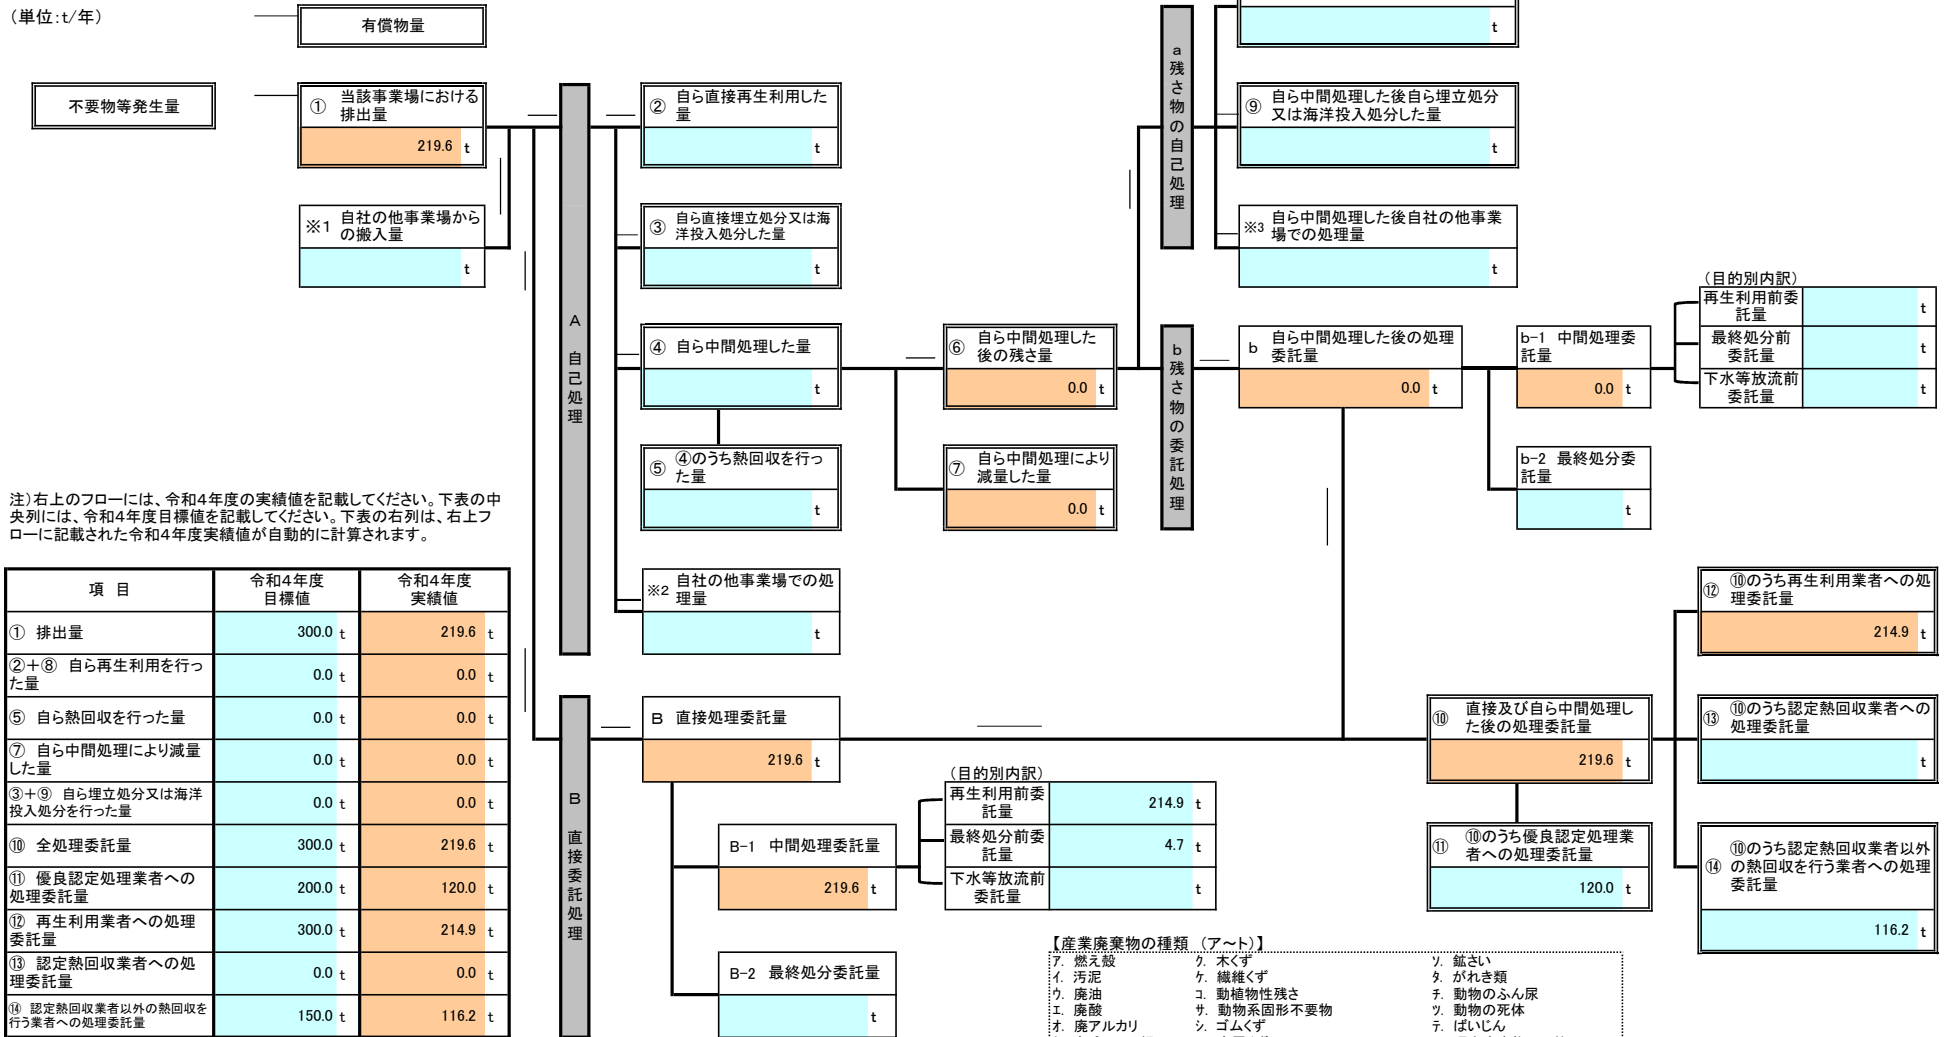 (単位:t/年)
有償物量
t
不要物等発生量
① 当該事業場における
排出量
219.6 t
※1 自社の他事業場から
の搬入量
t
A 自己処理
② 自ら直接再生利用した
量
t
③ 自ら直接埋立処分又は海
洋投入処分した量
t
④ 自ら中間処理した量
t
⑤ ④のうち熱回収を行っ
た量
t
※2 自社の他事業場での処
理量
t
⑥ 自ら中間処理した
後の残さ量
0.0 t
⑦ 自ら中間処理により
減量した量
0.0 t
a 残さ物の自己処理
⑨ 自ら中間処理した後自ら埋立処分
又は海洋投入処分した量
t
※3 自ら中間処理した後自社の他事業
場での処理量
t
b 残さ物の委託処理
b 自ら中間処理した後の処理
委託量
0.0 t
b-1 中間処理委
託量
0.0 t
b-2 最終処分委
託量
t
(目的別内訳)
再生利用前委
託量
t
最終処分前
委託量
t
下水等放流前
委託量
t
注)右上のフローには、令和4年度の実績値を記載してください。下表の中
央列には、令和4年度目標値を記載してください。下表の右列は、右上フ
ローに記載された令和4年度実績値が自動的に計算されます。
項 目
令和4年度
目標値
令和4年度
実績値
① 排出量 300.0 t 219.6 t
②+⑧ 自ら再生利用を行っ
た量 0.0 t 0.0 t
⑤ 自ら熱回収を行った量 0.0 t 0.0 t
⑦ 自ら中間処理により減量
した量 0.0 t 0.0 t
③+⑨ 自ら埋立処分又は海洋
投入処分を行った量 0.0 t 0.0 t
⑩ 全処理委託量 300.0 t 219.6 t
⑪ 優良認定処理業者への
処理委託量 200.0 t 120.0 t
⑫ 再生利用業者への処理
委託量 300.0 t 214.9 t
⑬ 認定熱回収業者への処
理委託量 0.0 t 0.0 t
⑭ 認定熱回収業者以外の熱回収を
行う業者への処理委託量 150.0 t 116.2 t
B 直接委託処理
B 直接処理委託量
219.6 t
B-1 中間処理委託量
219.6 t
B-2 最終処分委託量
t
(目的別内訳)
再生利用前委
託量
214.9 t
最終処分前委
託量
4.7 t
下水等放流前
委託量
t
⑩ 直接及び自ら中間処理し
た後の処理委託量
219.6 t
⑪ ⑩のうち優良認定処理業
者への処理委託量
120.0 t
⑫ ⑩のうち再生利用業者への処
理委託量
214.9 t
⑬ ⑩のうち認定熱回収業者への
処理委託量
t
⑭ ⑩のうち認定熱回収業者以外
の熱回収を行う業者への処理
委託量
116.2 t
【産業廃棄物の種類 (ア~ト)】
ア. 燃え殻 ク. 木くず ソ. 鉱さい
イ. 汚泥 ケ. 繊維くず タ. がれき類
ウ. 廃油 コ. 動植物性残さ チ. 動物のふん尿
エ. 廃酸 サ. 動物系固形不要物 ツ. 動物の死体
オ. 廃アルカリ シ. ゴムくず テ. ばいじん